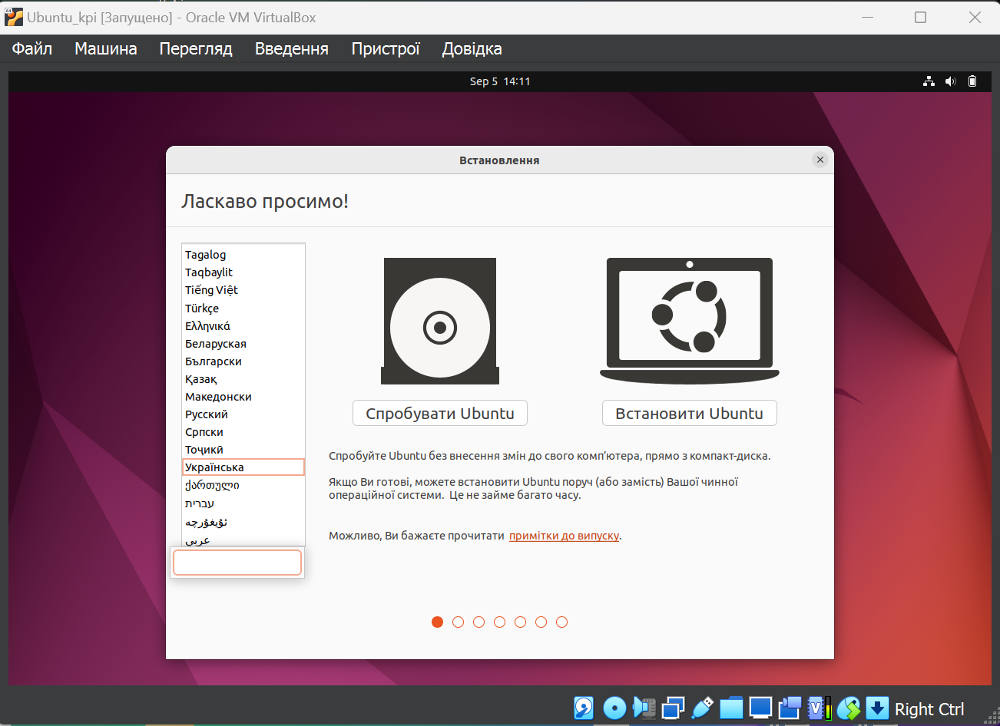 Ubuntu_kpi [Запущено] - Oracle VM VirtualBox
Файл Машина Перегляд Введення Пристрої Довідка
Sep 5 14:11
Встановлення
Ласкаво просимо!
Tagalog
Taqbaylit
Tiếng Việt
Türkçe
Ελληνικά
Беларуская
Български
Қазақ
Македонски
Русский
Српски
Тоҷикӣ
Українська
ქართული
עברית
ئۇيغۇرچە
عربي
Спробувати Ubuntu
Встановити Ubuntu
Спробуйте Ubuntu без внесення змін до свого комп’ютера, прямо з компакт-диска.
Якщо Ви готові, можете встановити Ubuntu поруч (або замість) Вашої чинної
операційної системи. Це не займе багато часу.
Можливо, Ви бажаєте прочитати примітки до випуску.
Right Ctrl